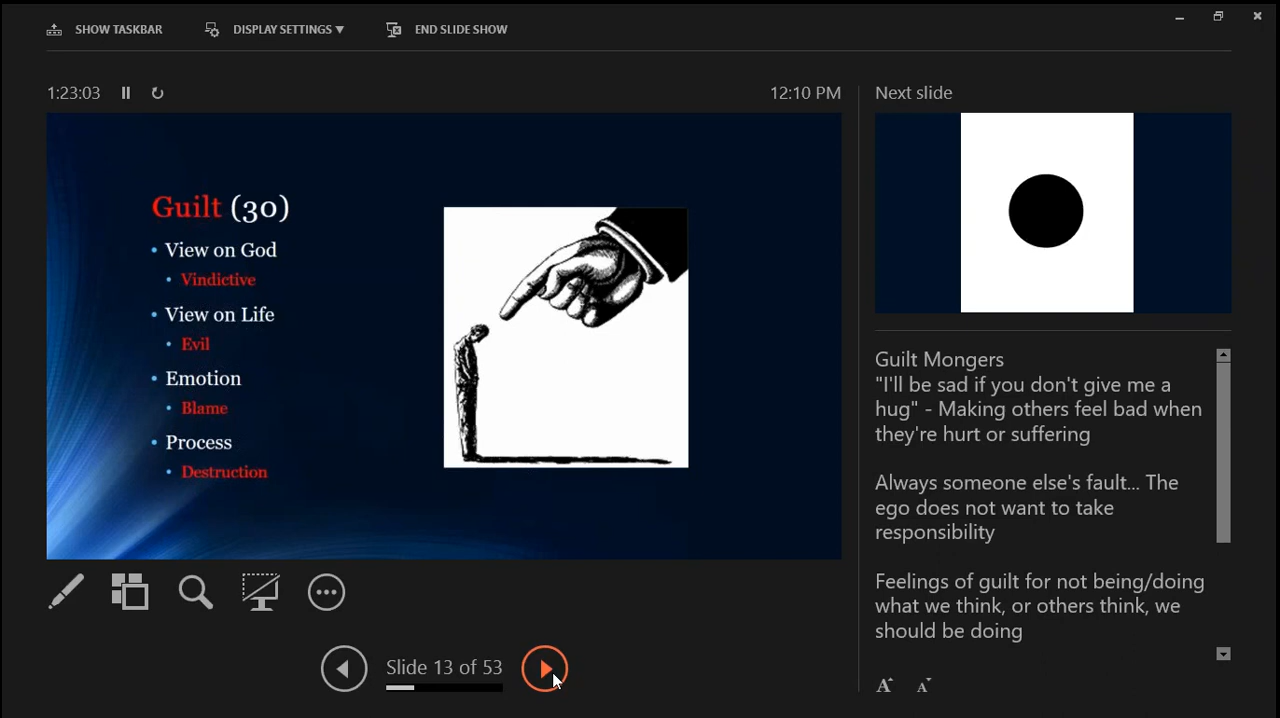 SHOW TASKBAR
DISPLAY SETTINGS ▼
END SLIDE SHOW
1:23:03
12:10 PM
Next slide
Guilt (30)
• View on God
• Vindictive
• View on Life
• Evil
• Emotion
• Blame
• Process
• Destruction
Guilt Mongers
"I'll be sad if you don't give me a
hug" - Making others feel bad when
they're hurt or suffering
Always someone else's fault... The
ego does not want to take
responsibility
Feelings of guilt for not being/doing
what we think, or others think, we
should be doing
Slide 13 of 53
A A